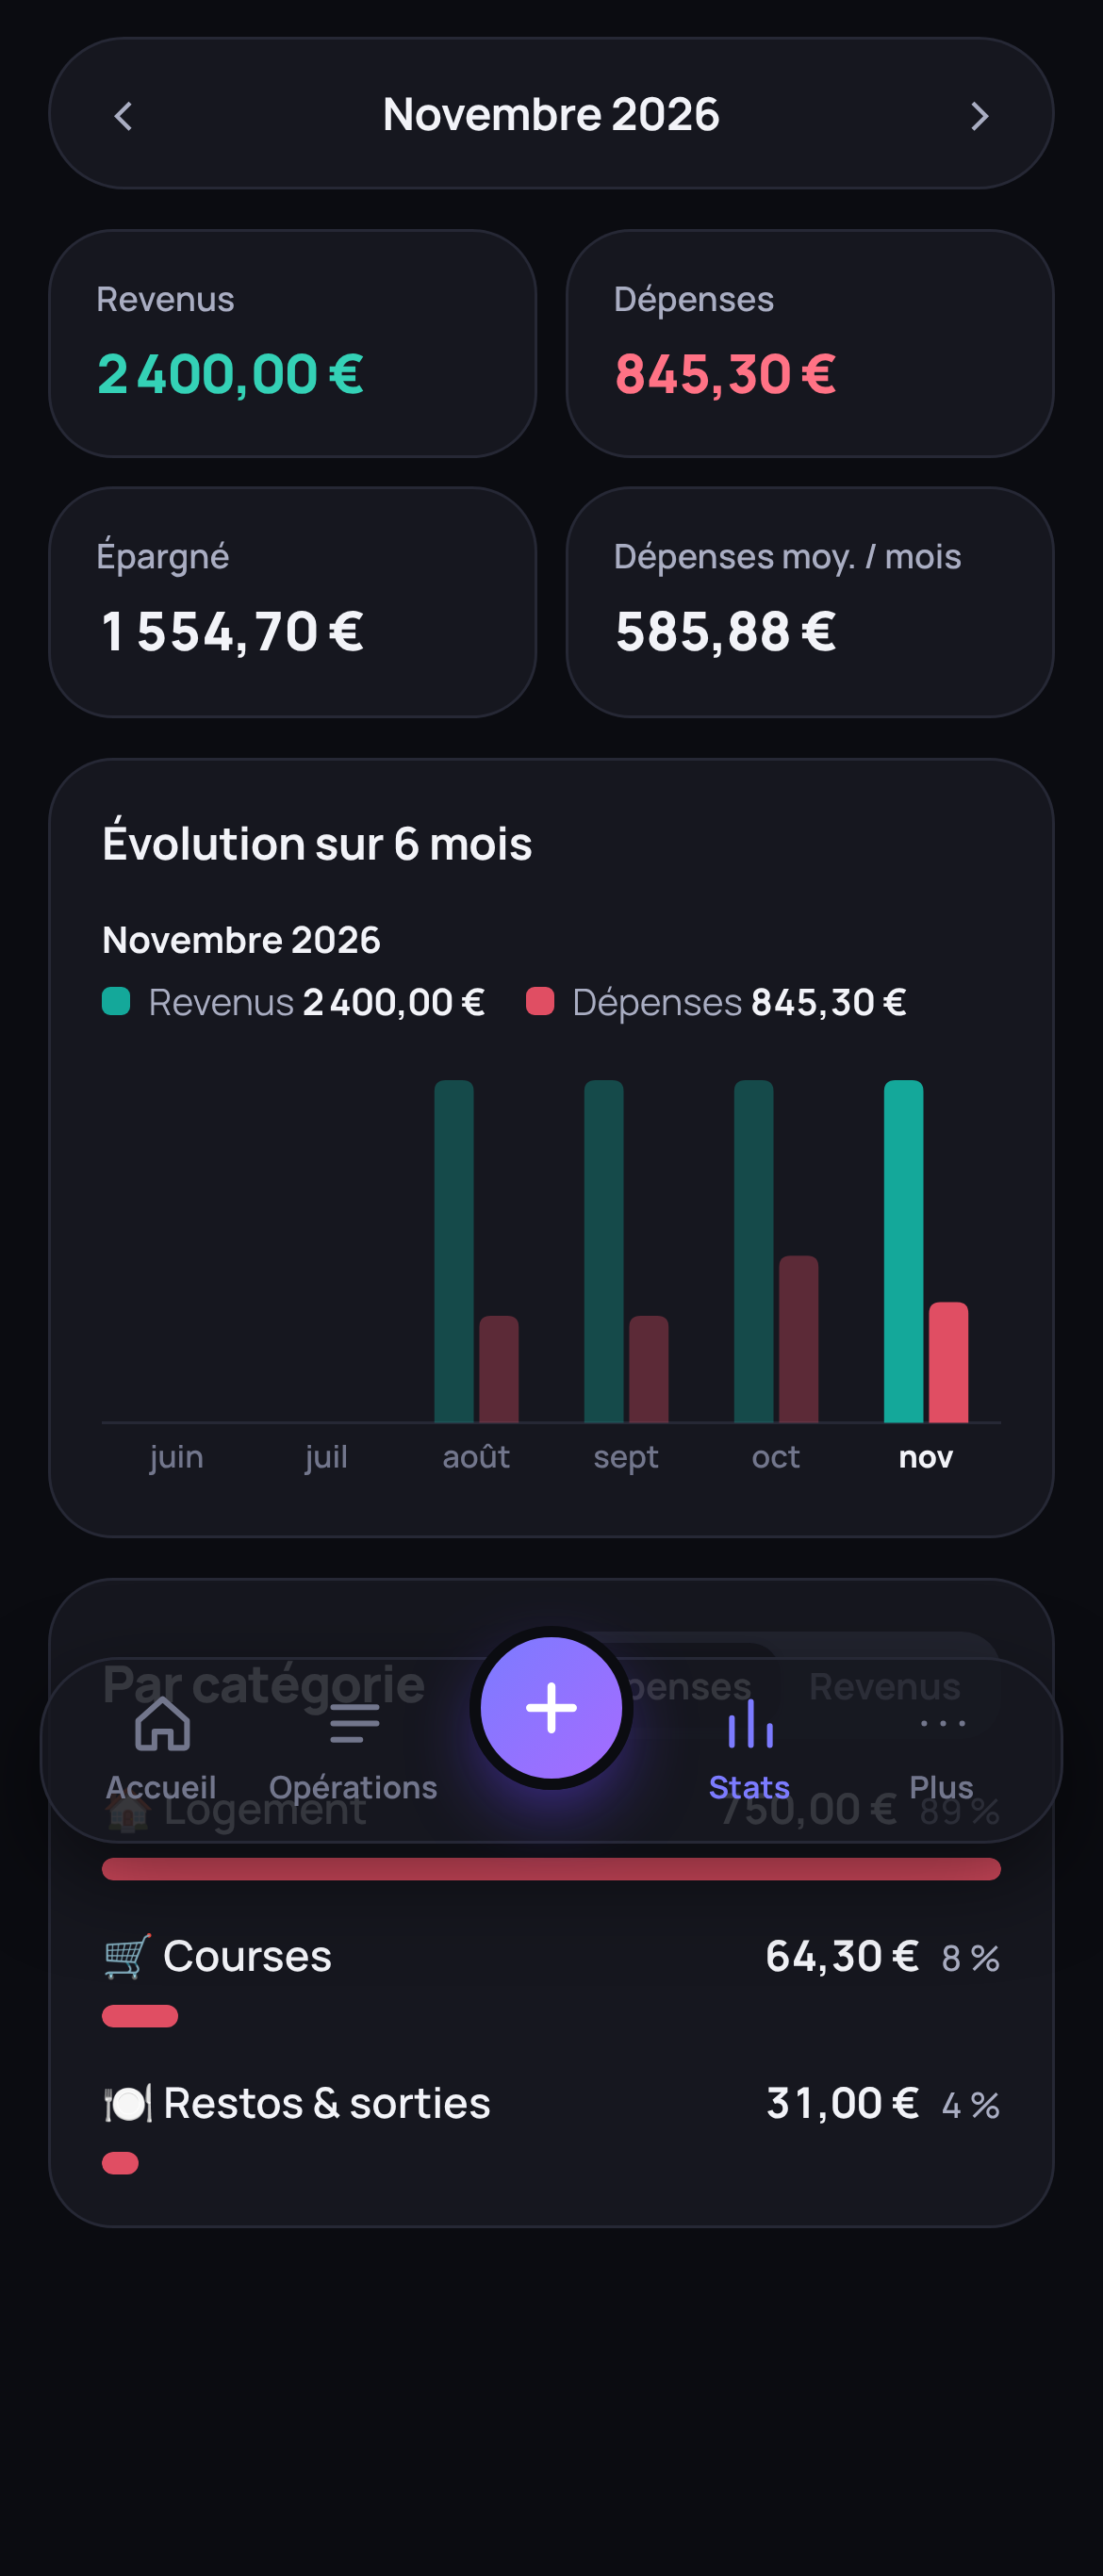 Novembre 2026
Revenus
2 400,00 €
Dépenses
845,30 €
Épargné
1 554,70 €
Dépenses moy. / mois
585,88 €
Évolution sur 6 mois
Novembre 2026
Revenus 2 400,00 € Dépenses 845,30 €
juin juil août sept oct nov
Par catégorie penses Revenus
Accueil Opérations Stats Plus
Logement 750,00 € 89 %
Courses 64,30 € 8 %
Restos & sorties 31,00 € 4 %